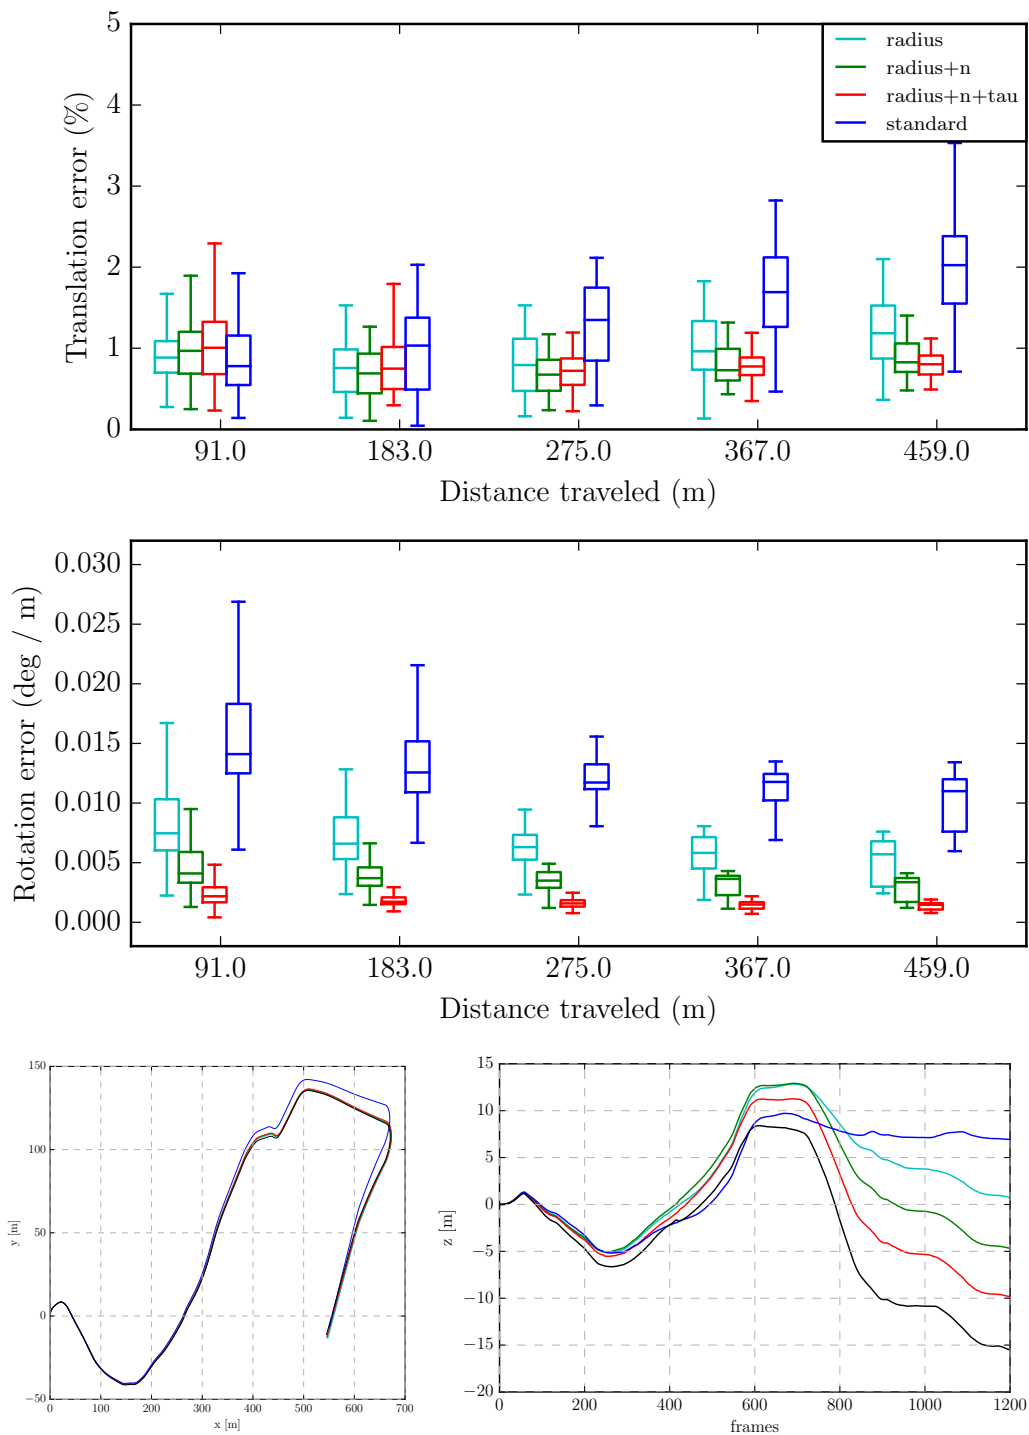 5
4
3
2
1
0
Translation error (%)
radius
radius+n
radius+n+tau
standard
91.0 183.0 275.0 367.0 459.0
Distance traveled (m)
0.030
0.025
0.020
0.015
0.010
0.005
0.000
Rotation error (deg / m)
91.0 183.0 275.0 367.0 459.0
Distance traveled (m)
150
100
50
0
−50
y [m]
0 100 200 300 400 500 600 700
x [m]
15
10
5
0
−5
−10
−15
−20
z [m]
0 200 400 600 800 1000 1200
frames